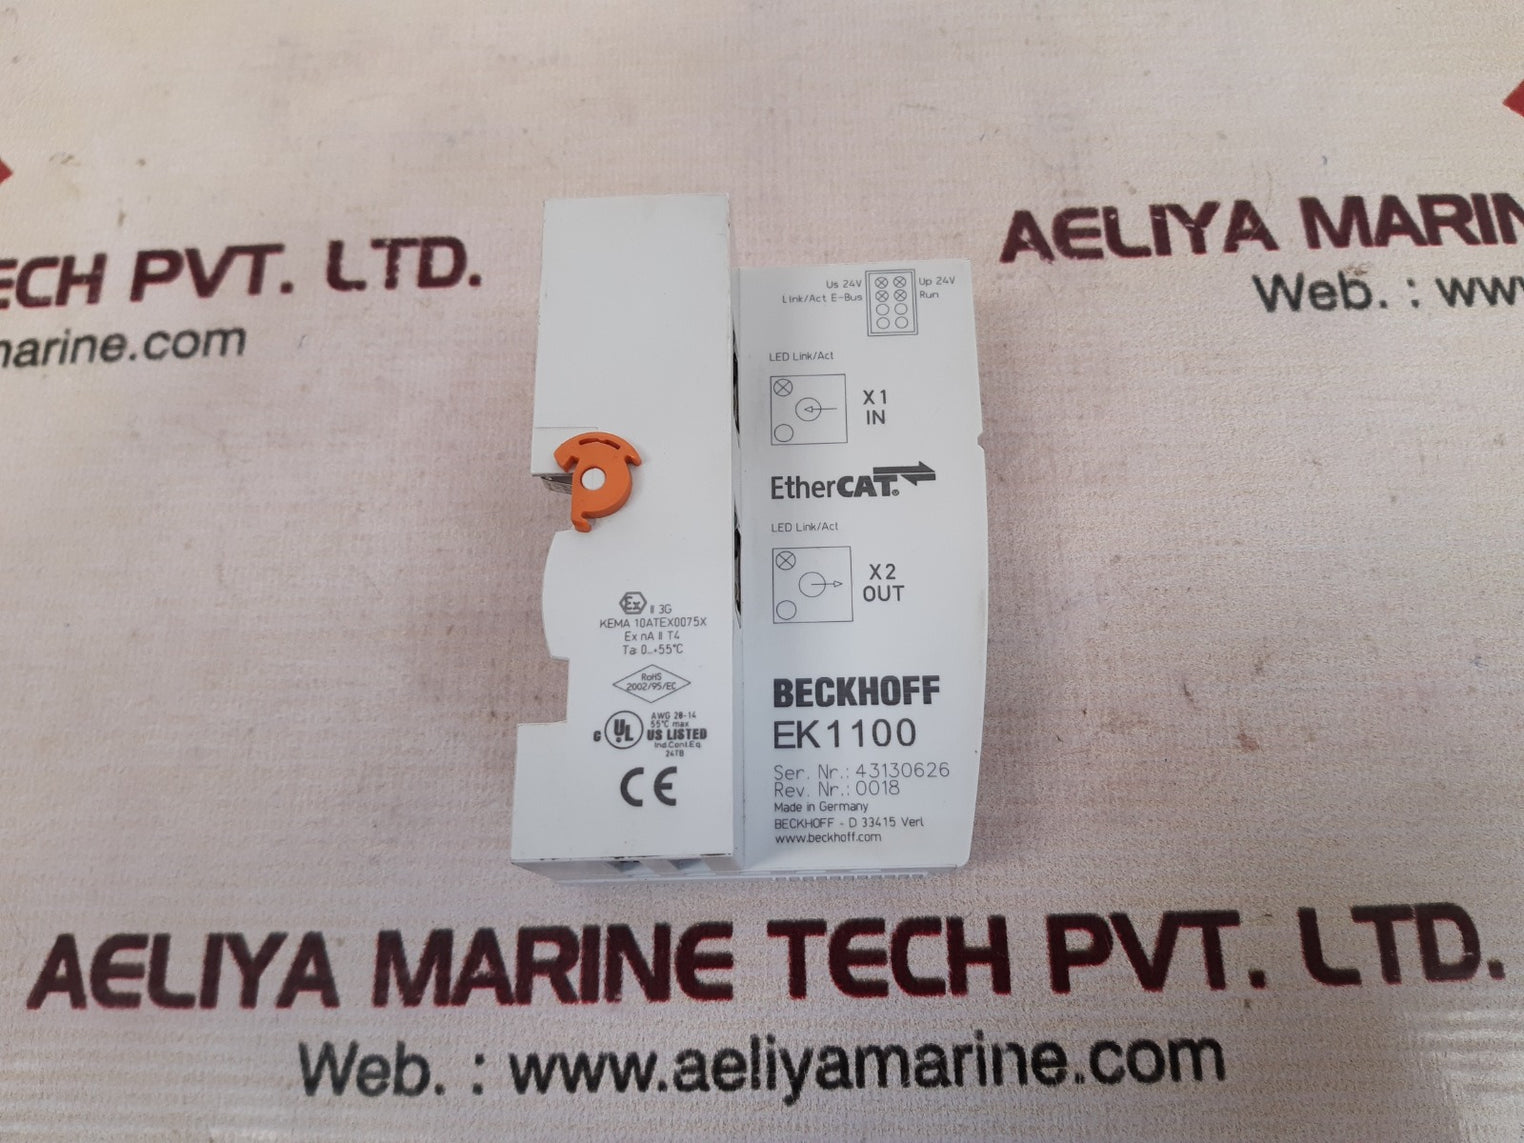 ECH PVT. LTD.
marine.com
AELIYA MARIN
Web. : ww
Us 24V Up 24V
Link/Act E-Bus Run
LED Link/Act
X1
IN
EtherCAT®
LED Link/Act
X2
OUT
Ex II 3G
KEMA 10ATEX0075X
Ex nA II T4
Ta: 0...+55°C
RoHS
2002/95/EC
AWG 28-14
55°C max
c UL US LISTED
Ind.Cont.Eq.
24TB
CE
BECKHOFF
EK1100
Ser. Nr.: 43130626
Rev. Nr.: 0018
Made in Germany
BECKHOFF - D 33415 Verl
www.beckhoff.com
AELIYA MARINE TECH PVT. LTD.
Web. : www.aeliyamarine.com